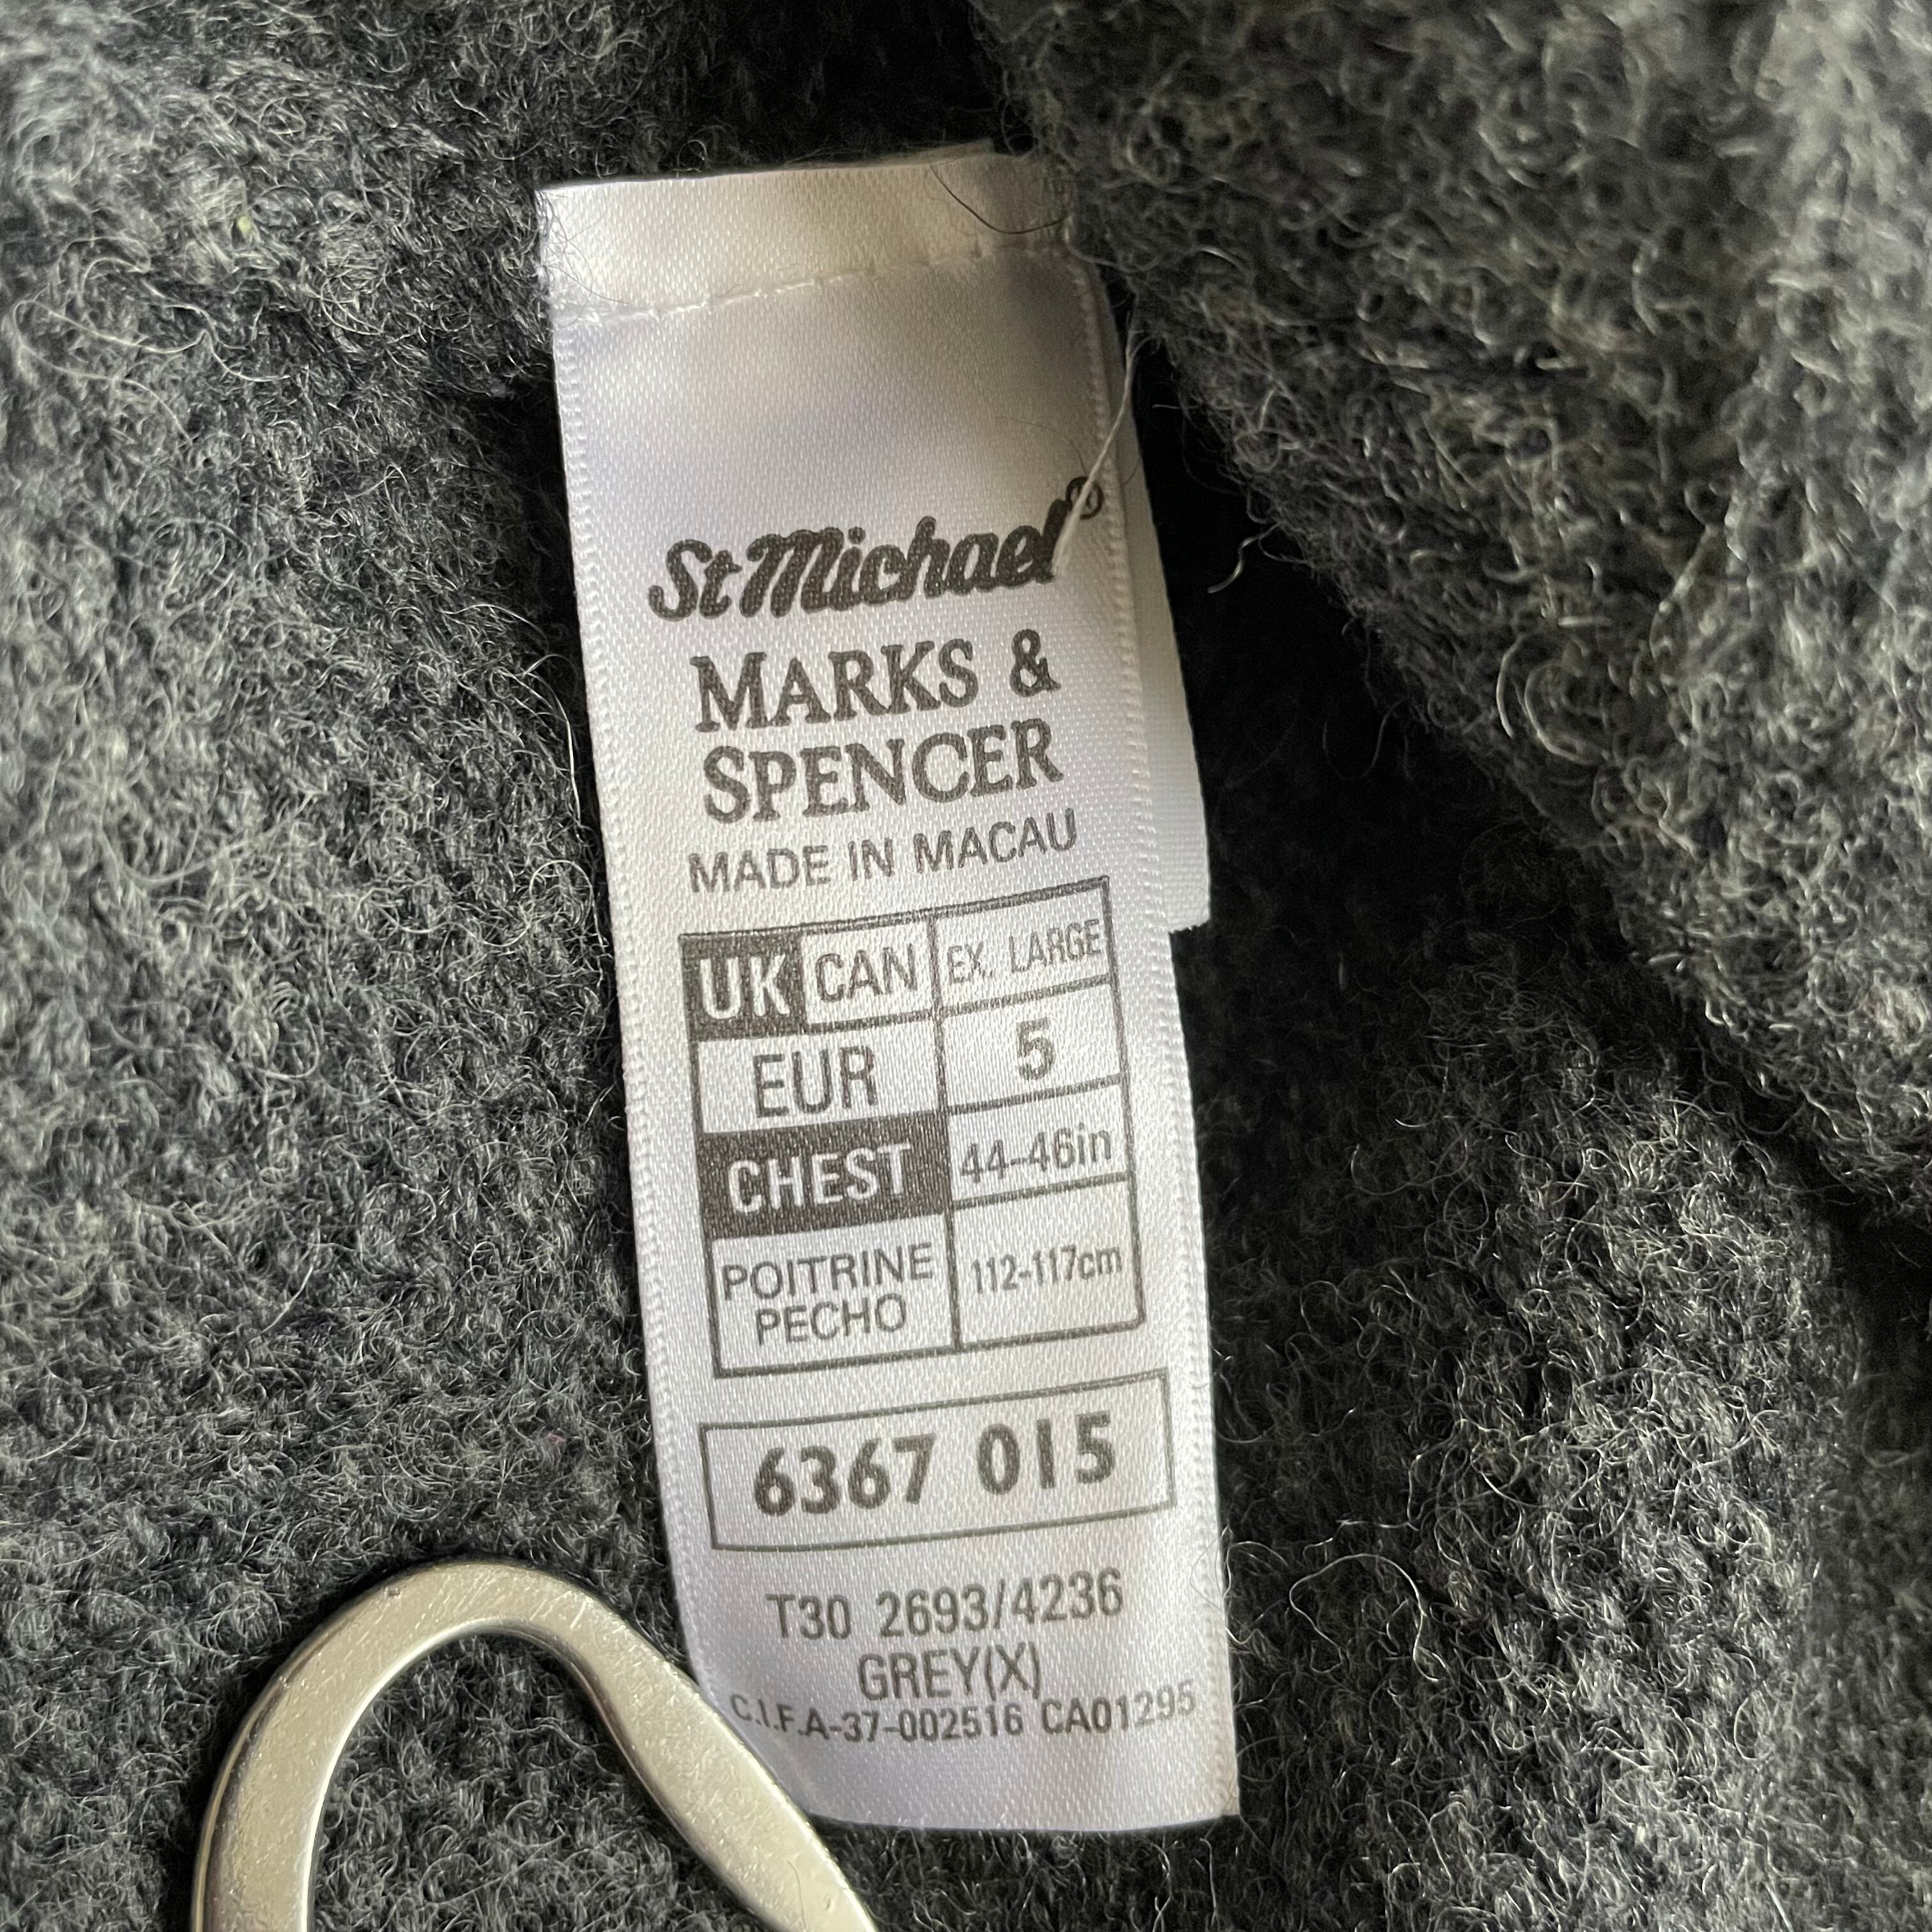 St Michael®
MARKS &
SPENCER
MADE IN MACAU
UK CAN EX. LARGE
EUR 5
CHEST 44-46in
POITRINE
PECHO 112-117cm
6367 015
T30 2693/4236
GREY(X)
C.I.F.A-37-002516 CA01295